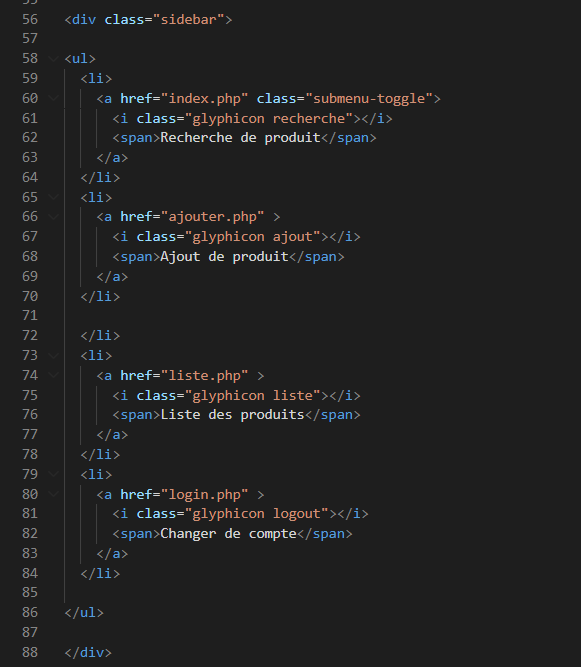 56 <div class="sidebar">
57
58 <ul>
59 <li>
60 <a href="index.php" class="submenu-toggle">
61 <i class="glyphicon recherche"></i>
62 <span>Recherche de produit</span>
63 </a>
64 </li>
65 <li>
66 <a href="ajouter.php" >
67 <i class="glyphicon ajout"></i>
68 <span>Ajout de produit</span>
69 </a>
70 </li>
71
72 </li>
73 <li>
74 <a href="liste.php" >
75 <i class="glyphicon liste"></i>
76 <span>Liste des produits</span>
77 </a>
78 </li>
79 <li>
80 <a href="login.php" >
81 <i class="glyphicon logout"></i>
82 <span>Changer de compte</span>
83 </a>
84 </li>
85
86 </ul>
87
88 </div>